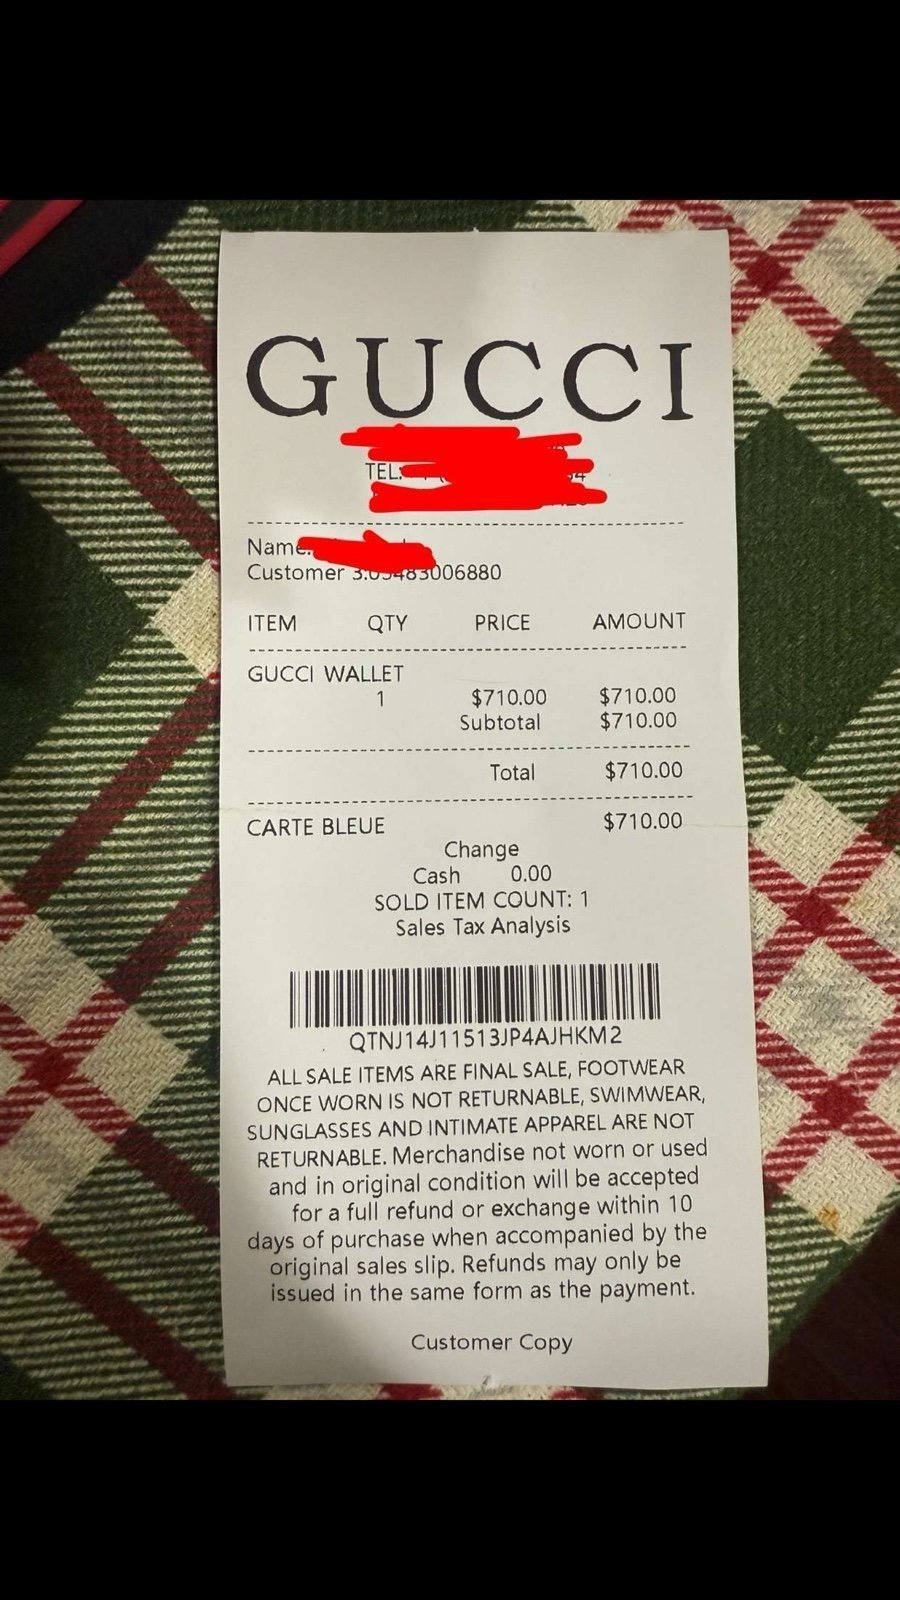 GUCCI
TEL:
Name:
Customer 483006880
ITEM QTY PRICE AMOUNT
GUCCI WALLET
1 $710.00 $710.00
Subtotal $710.00
Total $710.00
CARTE BLEUE $710.00
Change
Cash 0.00
SOLD ITEM COUNT: 1
Sales Tax Analysis
QTNJ14J11513JP4AJHKM2
ALL SALE ITEMS ARE FINAL SALE, FOOTWEAR
ONCE WORN IS NOT RETURNABLE, SWIMWEAR,
SUNGLASSES AND INTIMATE APPAREL ARE NOT
RETURNABLE. Merchandise not worn or used
and in original condition will be accepted
for a full refund or exchange within 10
days of purchase when accompanied by the
original sales slip. Refunds may only be
issued in the same form as the payment.
Customer Copy